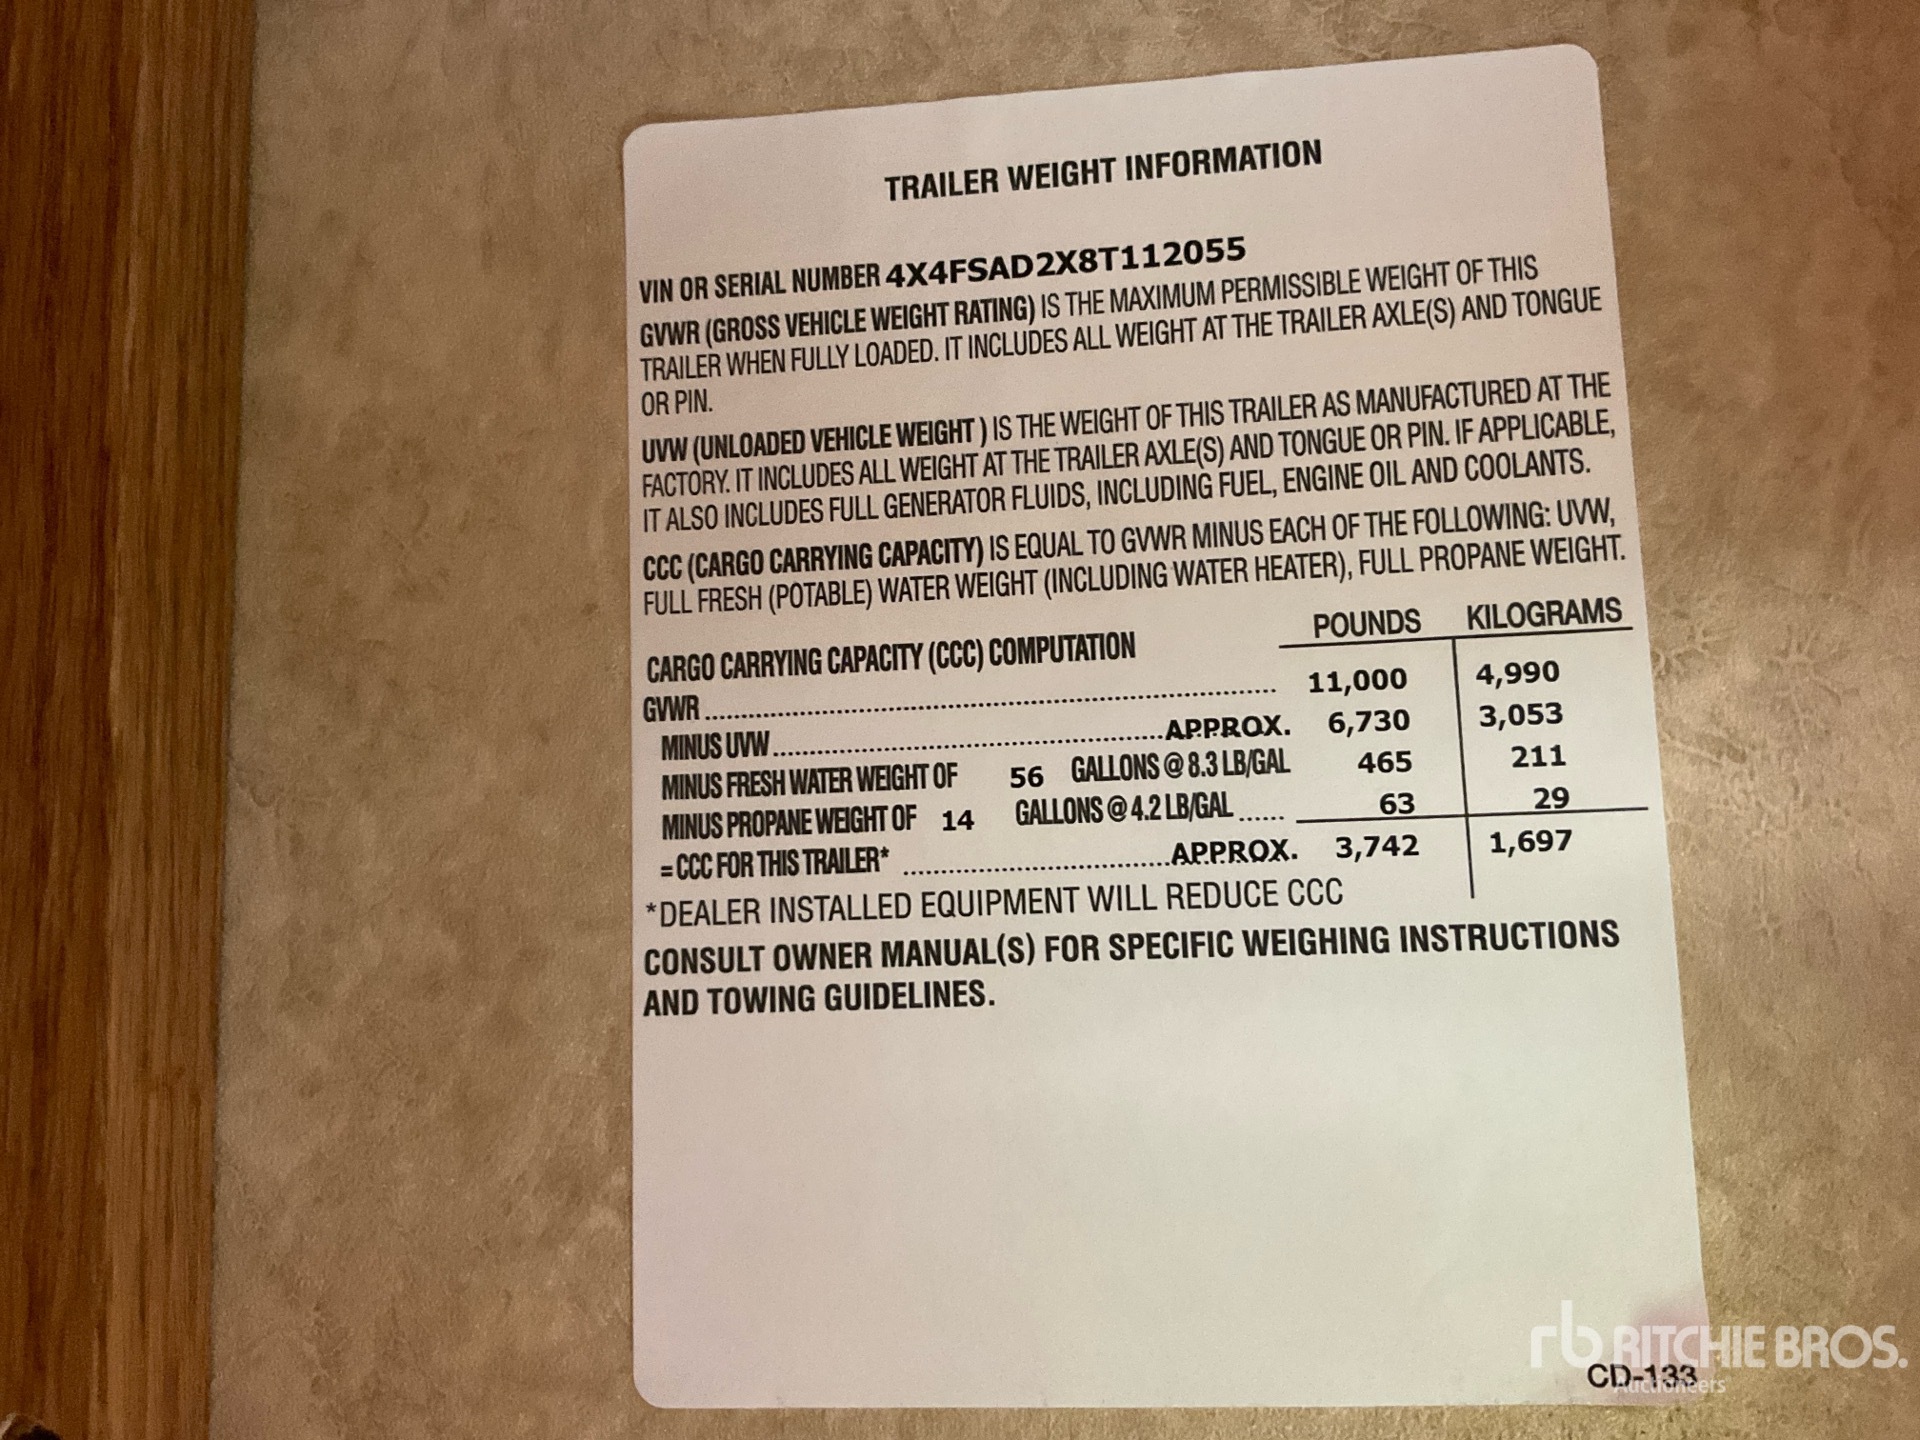 TRAILER WEIGHT INFORMATION
VIN OR SERIAL NUMBER 4X4FSAD2X8T112055
GVWR (GROSS VEHICLE WEIGHT RATING) IS THE MAXIMUM PERMISSIBLE WEIGHT OF THIS
TRAILER WHEN FULLY LOADED. IT INCLUDES ALL WEIGHT AT THE TRAILER AXLE(S) AND TONGUE
OR PIN.
UVW (UNLOADED VEHICLE WEIGHT ) IS THE WEIGHT OF THIS TRAILER AS MANUFACTURED AT THE
FACTORY. IT INCLUDES ALL WEIGHT AT THE TRAILER AXLE(S) AND TONGUE OR PIN. IF APPLICABLE,
IT ALSO INCLUDES FULL GENERATOR FLUIDS, INCLUDING FUEL, ENGINE OIL AND COOLANTS.
CCC (CARGO CARRYING CAPACITY) IS EQUAL TO GVWR MINUS EACH OF THE FOLLOWING: UVW,
FULL FRESH (POTABLE) WATER WEIGHT (INCLUDING WATER HEATER), FULL PROPANE WEIGHT.
POUNDS KILOGRAMS
CARGO CARRYING CAPACITY (CCC) COMPUTATION
GVWR ........ 11,000 4,990
MINUS UVW ........ APPROX. 6,730 3,053
MINUS FRESH WATER WEIGHT OF 56 GALLONS @ 8.3 LB/GAL 465 211
MINUS PROPANE WEIGHT OF 14 GALLONS @ 4.2 LB/GAL ...... 63 29
= CCC FOR THIS TRAILER* ........ APPROX. 3,742 1,697
*DEALER INSTALLED EQUIPMENT WILL REDUCE CCC
CONSULT OWNER MANUAL(S) FOR SPECIFIC WEIGHING INSTRUCTIONS
AND TOWING GUIDELINES.
CD-133
rb RITCHIE BROS.
Auctioneers